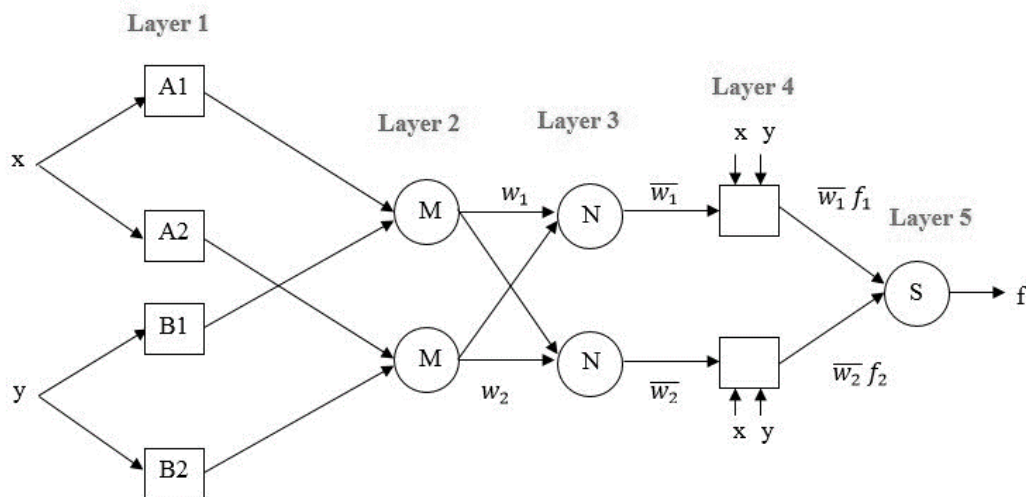 Layer 1
A1
Layer 4
x y
Layer 2
Layer 3
x
M
w₁
N
w̅₁
w̅₁ f₁
Layer 5
A2
S
f
B1
M
w₂
N
w̅₂
w̅₂ f₂
y
x y
B2